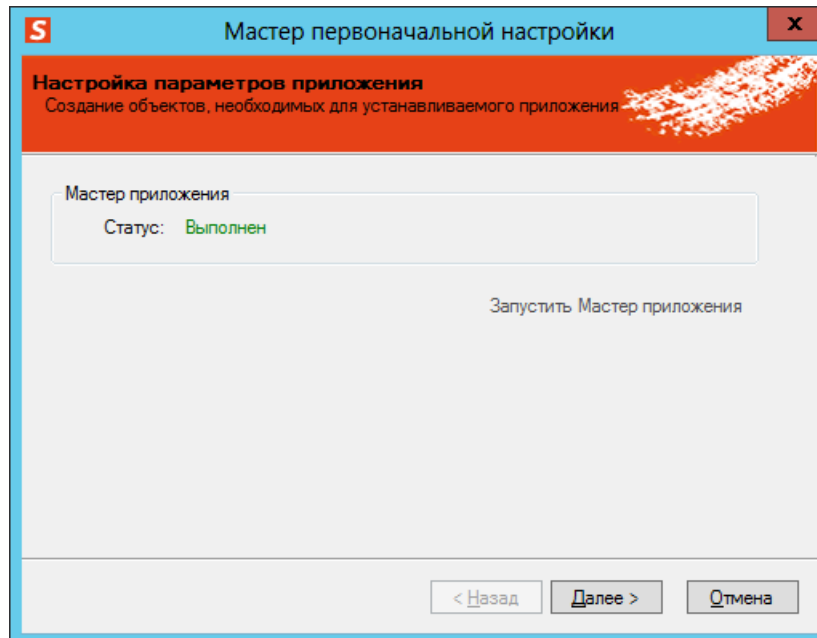 S
Мастер первоначальной настройки
x
Настройка параметров приложения
Создание объектов, необходимых для устанавливаемого приложения
Мастер приложения
Статус: Выполнен
Запустить Мастер приложения
< Назад Далее > Отмена